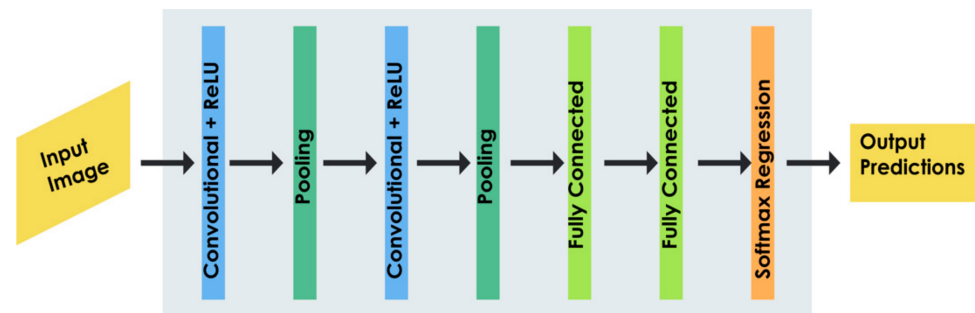 Input
Image
Convolutional + ReLU
Pooling
Convolutional + ReLU
Pooling
Fully Connected
Fully Connected
Softmax Regression
Output
Predictions